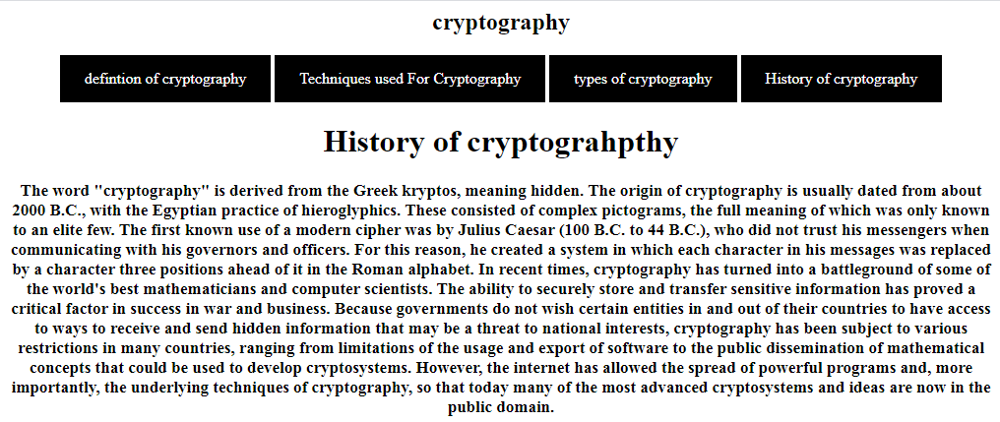 cryptography
defintion of cryptography Techniques used For Cryptography types of cryptography History of cryptography
History of cryptograhpthy
The word "cryptography" is derived from the Greek kryptos, meaning hidden. The origin of cryptography is usually dated from about
2000 B.C., with the Egyptian practice of hieroglyphics. These consisted of complex pictograms, the full meaning of which was only known
to an elite few. The first known use of a modern cipher was by Julius Caesar (100 B.C. to 44 B.C.), who did not trust his messengers when
communicating with his governors and officers. For this reason, he created a system in which each character in his messages was replaced
by a character three positions ahead of it in the Roman alphabet. In recent times, cryptography has turned into a battleground of some of
the world's best mathematicians and computer scientists. The ability to securely store and transfer sensitive information has proved a
critical factor in success in war and business. Because governments do not wish certain entities in and out of their countries to have access
to ways to receive and send hidden information that may be a threat to national interests, cryptography has been subject to various
restrictions in many countries, ranging from limitations of the usage and export of software to the public dissemination of mathematical
concepts that could be used to develop cryptosystems. However, the internet has allowed the spread of powerful programs and, more
importantly, the underlying techniques of cryptography, so that today many of the most advanced cryptosystems and ideas are now in the
public domain.